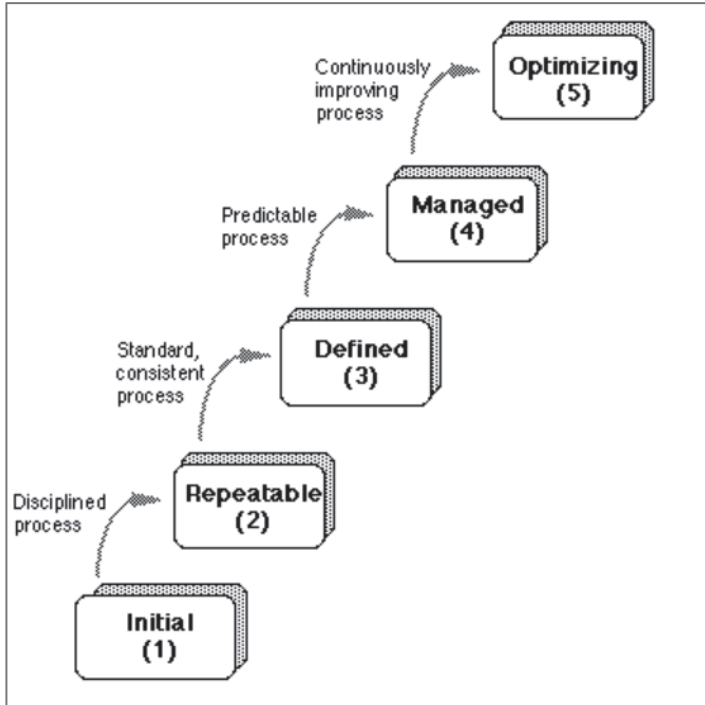 Continuously
improving
process
Optimizing
(5)
Predictable
process
Managed
(4)
Standard,
consistent
process
Defined
(3)
Disciplined
process
Repeatable
(2)
Initial
(1)